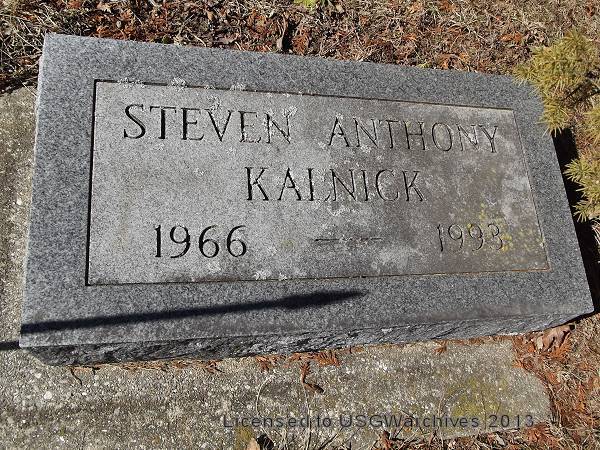 STEVEN ANTHONY
KALNICK
1966 — 1993
Licensed to USGWarchives 2013